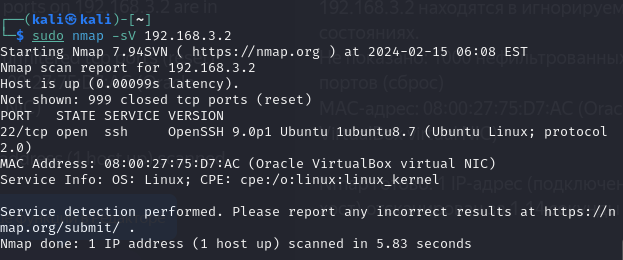 ┌──(kali㉿kali)-[~]
└─$ sudo nmap -sV 192.168.3.2
Starting Nmap 7.94SVN ( https://nmap.org ) at 2024-02-15 06:08 EST
Nmap scan report for 192.168.3.2
Host is up (0.00099s latency).
Not shown: 999 closed tcp ports (reset)
PORT   STATE SERVICE VERSION
22/tcp open  ssh     OpenSSH 9.0p1 Ubuntu 1ubuntu8.7 (Ubuntu Linux; protocol
2.0)
MAC Address: 08:00:27:75:D7:AC (Oracle VirtualBox virtual NIC)
Service Info: OS: Linux; CPE: cpe:/o:linux:linux_kernel

Service detection performed. Please report any incorrect results at https://n
map.org/submit/ .
Nmap done: 1 IP address (1 host up) scanned in 5.83 seconds